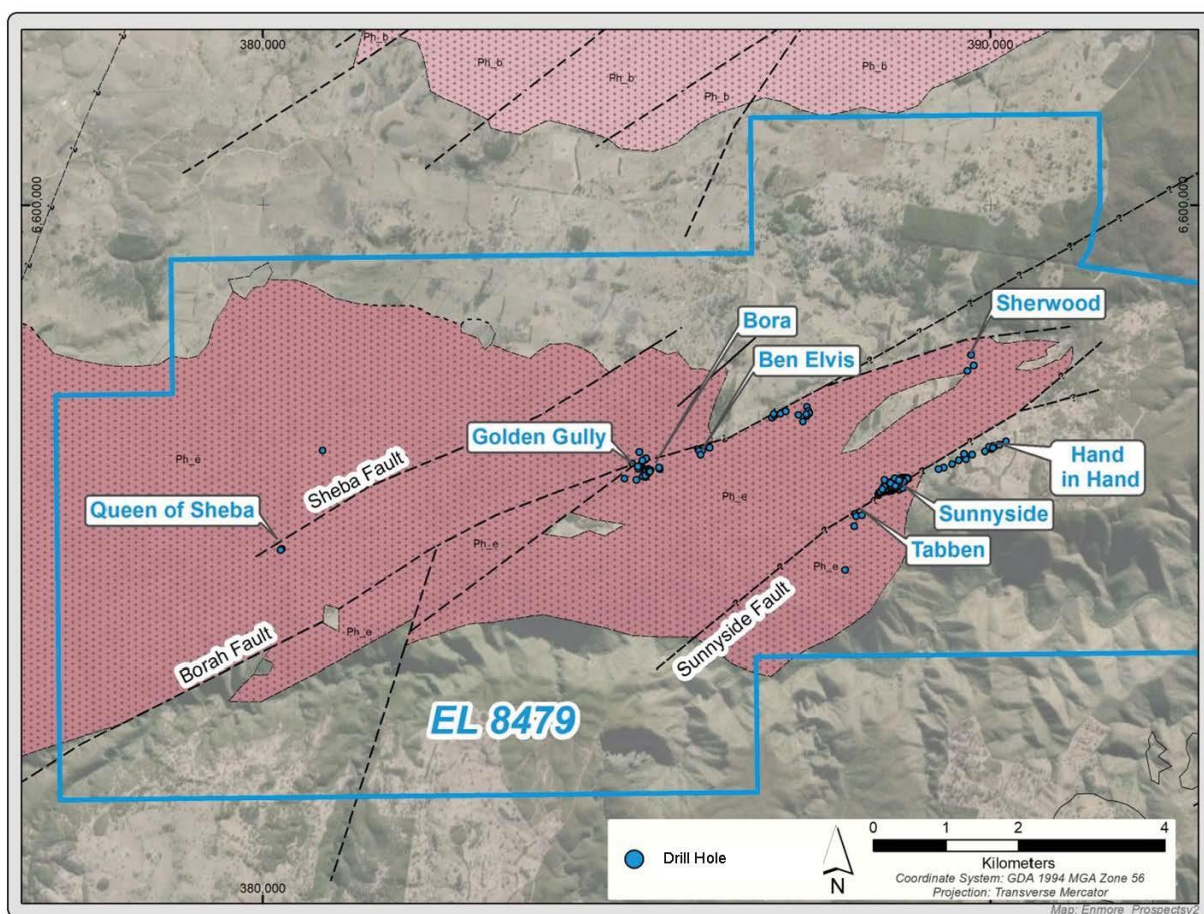 380,000
390,000
Ph_b
Ph_b
Ph_b
Ph_b
Ph_b
6,600,000
6,600,000
Sherwood
Bora
Ben Elvis
Golden Gully
Ph_e
Sheba Fault
Hand
in Hand
Queen of Sheba
Ph_e
Sunnyside
Tabben
Ph_e
Ph_e
Ph_e
Borah Fault
Sunnyside Fault
EL 8479
Drill Hole
N
0 1 2 4
Kilometers
Coordinate System: GDA 1994 MGA Zone 56
Projection: Transverse Mercator
380,000
Map: Enmore_Prospectsv2